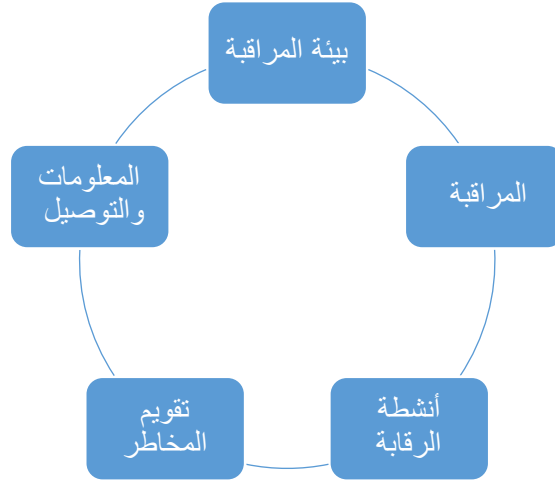 بيئة المراقبة
المراقبة
أنشطة
الرقابة
تقويم
المخاطر
المعلومات
والتوصيل